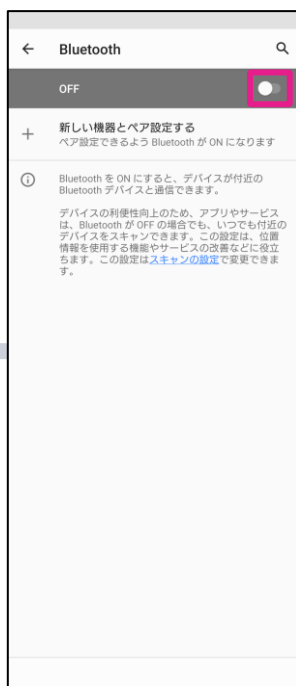 Bluetooth
OFF
新しい機器とペア設定する
ペア設定できるよう Bluetooth が ON になります
Bluetooth を ON にすると、デバイスが付近の
Bluetooth デバイスと通信できます。
デバイスの利便性向上のため、アプリやサービス
は、Bluetooth が OFF の場合でも、いつでも付近の
デバイスをスキャンできます。この設定は、位置
情報を使用する機能やサービスの改善などに役立
ちます。この設定はスキャンの設定で変更できま
す。